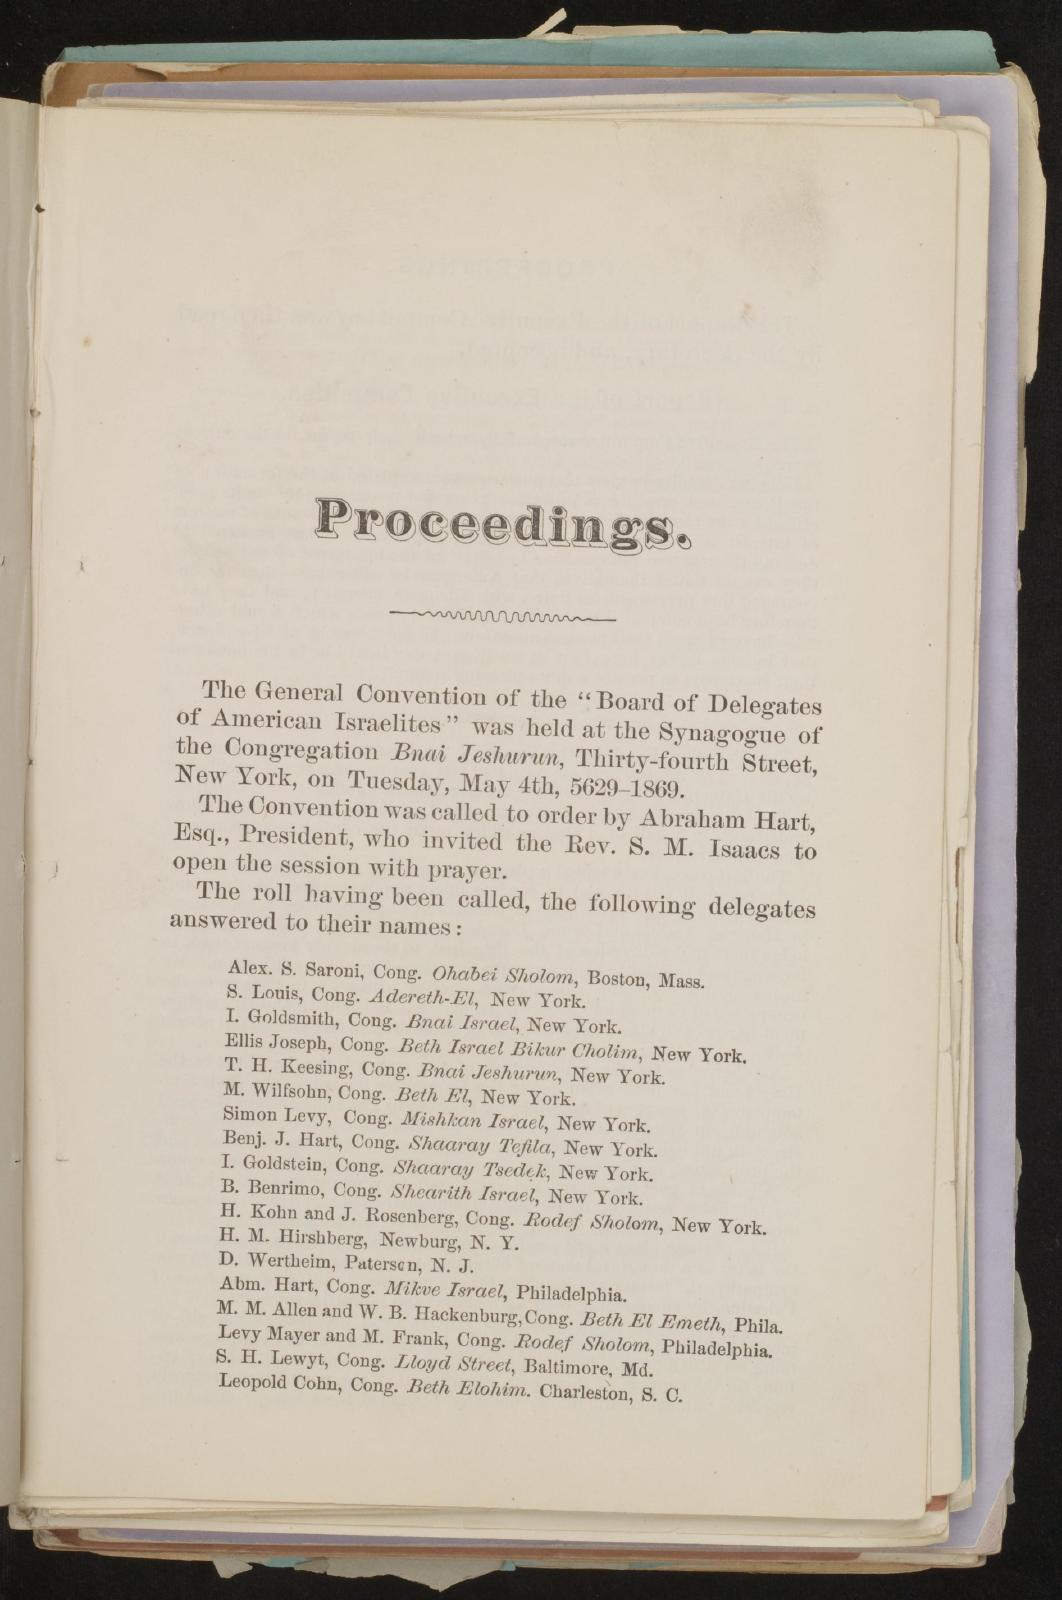 Proceedings.
The General Convention of the "Board of Delegates
of American Israelites" was held at the Synagogue of
the Congregation Bnai Jeshurun, Thirty-fourth Street,
New York, on Tuesday, May 4th, 5629–1869.
The Convention was called to order by Abraham Hart,
Esq., President, who invited the Rev. S. M. Isaacs to
open the session with prayer.
The roll having been called, the following delegates
answered to their names:
Alex. S. Saroni, Cong. Ohabei Sholom, Boston, Mass.
S. Louis, Cong. Adereth-El, New York.
I. Goldsmith, Cong. Bnai Israel, New York.
Ellis Joseph, Cong. Beth Israel Bikur Cholim, New York.
T. H. Keesing, Cong. Bnai Jeshurun, New York.
M. Wilfsohn, Cong. Beth El, New York.
Simon Levy, Cong. Mishkan Israel, New York.
Benj. J. Hart, Cong. Shaaray Tefila, New York.
I. Goldstein, Cong. Shaaray Tsedek, New York.
B. Benrimo, Cong. Shearith Israel, New York.
H. Kohn and J. Rosenberg, Cong. Rodef Sholom, New York.
H. M. Hirshberg, Newburg, N. Y.
D. Wertheim, Paterson, N. J.
Abm. Hart, Cong. Mikve Israel, Philadelphia.
M. M. Allen and W. B. Hackenburg, Cong. Beth El Emeth, Phila.
Levy Mayer and M. Frank, Cong. Rodef Sholom, Philadelphia.
S. H. Lewyt, Cong. Lloyd Street, Baltimore, Md.
Leopold Cohn, Cong. Beth Elohim. Charleston, S. C.